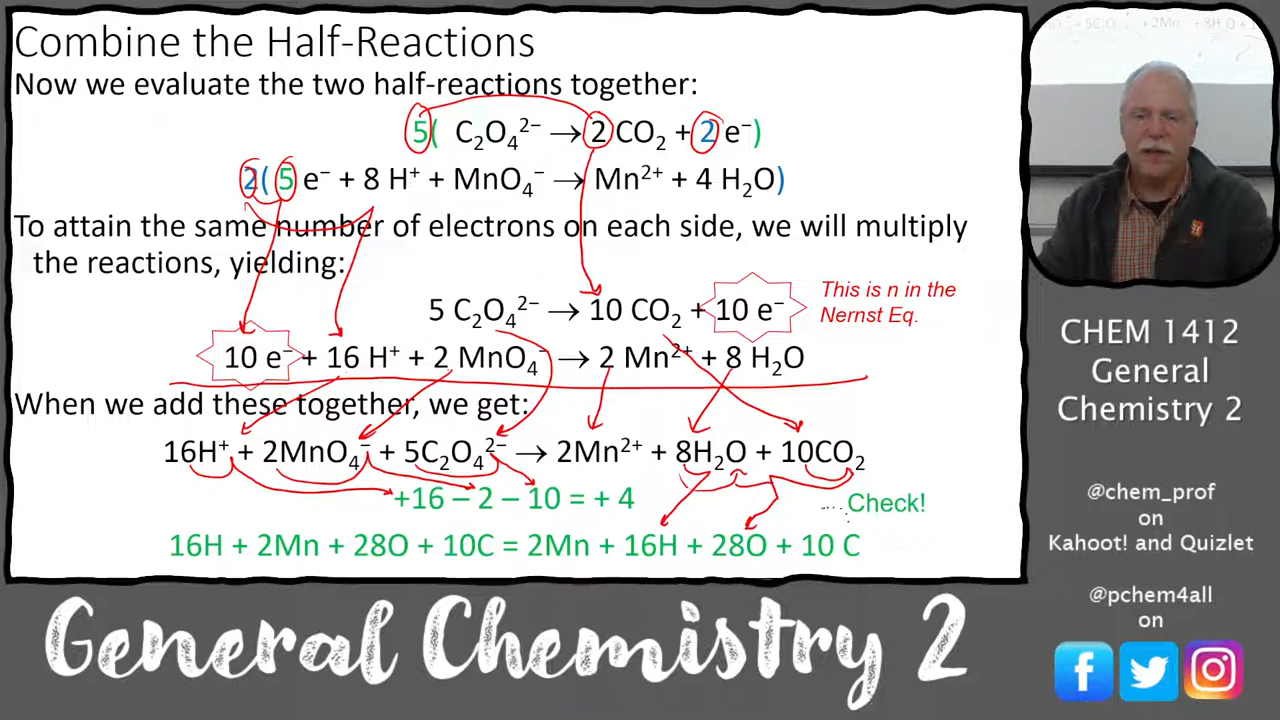 Combine the Half-Reactions
Now we evaluate the two half-reactions together:
5( C₂O₄²⁻ → 2 CO₂ + 2 e⁻)
2( 5 e⁻ + 8 H⁺ + MnO₄⁻ → Mn²⁺ + 4 H₂O)
To attain the same number of electrons on each side, we will multiply
the reactions, yielding:
5 C₂O₄²⁻ → 10 CO₂ + 10 e⁻
This is n in the
Nernst Eq.
10 e⁻ + 16 H⁺ + 2 MnO₄⁻ → 2 Mn²⁺ + 8 H₂O
When we add these together, we get:
16H⁺ + 2MnO₄⁻ + 5C₂O₄²⁻ → 2Mn²⁺ + 8H₂O + 10CO₂
+16 – 2 – 10 = + 4
Check!
16H + 2Mn + 28O + 10C = 2Mn + 16H + 28O + 10 C
General Chemistry 2
CHEM 1412
General
Chemistry 2
@chem_prof
on
Kahoot! and Quizlet
@pchem4all
on